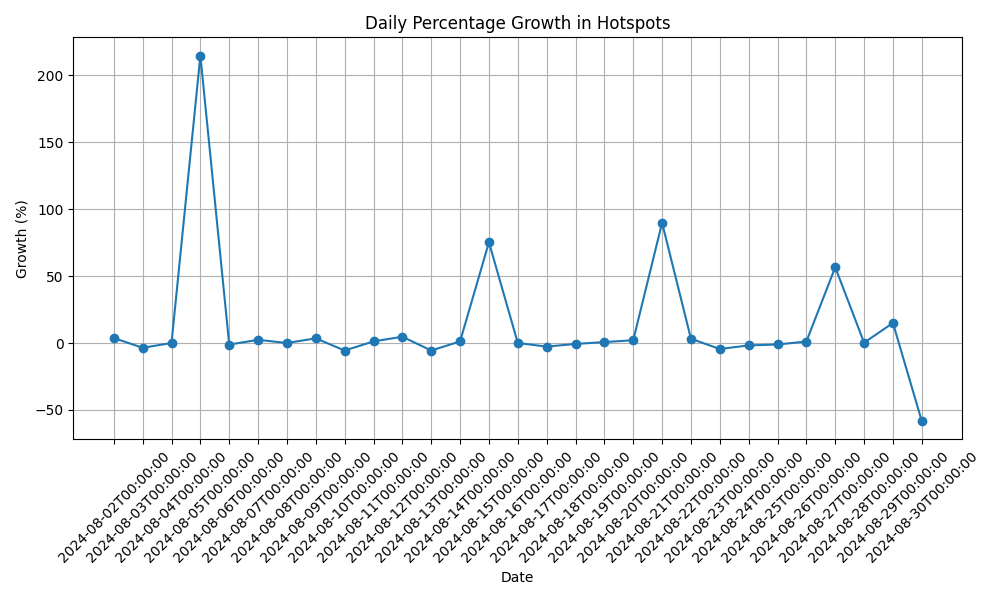 Daily Percentage Growth in Hotspots
Growth (%)
200
150
100
50
0
−50
2024-08-02T00:00:00
2024-08-03T00:00:00
2024-08-04T00:00:00
2024-08-05T00:00:00
2024-08-06T00:00:00
2024-08-07T00:00:00
2024-08-08T00:00:00
2024-08-09T00:00:00
2024-08-10T00:00:00
2024-08-11T00:00:00
2024-08-12T00:00:00
2024-08-13T00:00:00
2024-08-14T00:00:00
2024-08-15T00:00:00
2024-08-16T00:00:00
2024-08-17T00:00:00
2024-08-18T00:00:00
2024-08-19T00:00:00
2024-08-20T00:00:00
2024-08-21T00:00:00
2024-08-22T00:00:00
2024-08-23T00:00:00
2024-08-24T00:00:00
2024-08-25T00:00:00
2024-08-26T00:00:00
2024-08-27T00:00:00
2024-08-28T00:00:00
2024-08-29T00:00:00
2024-08-30T00:00:00
Date